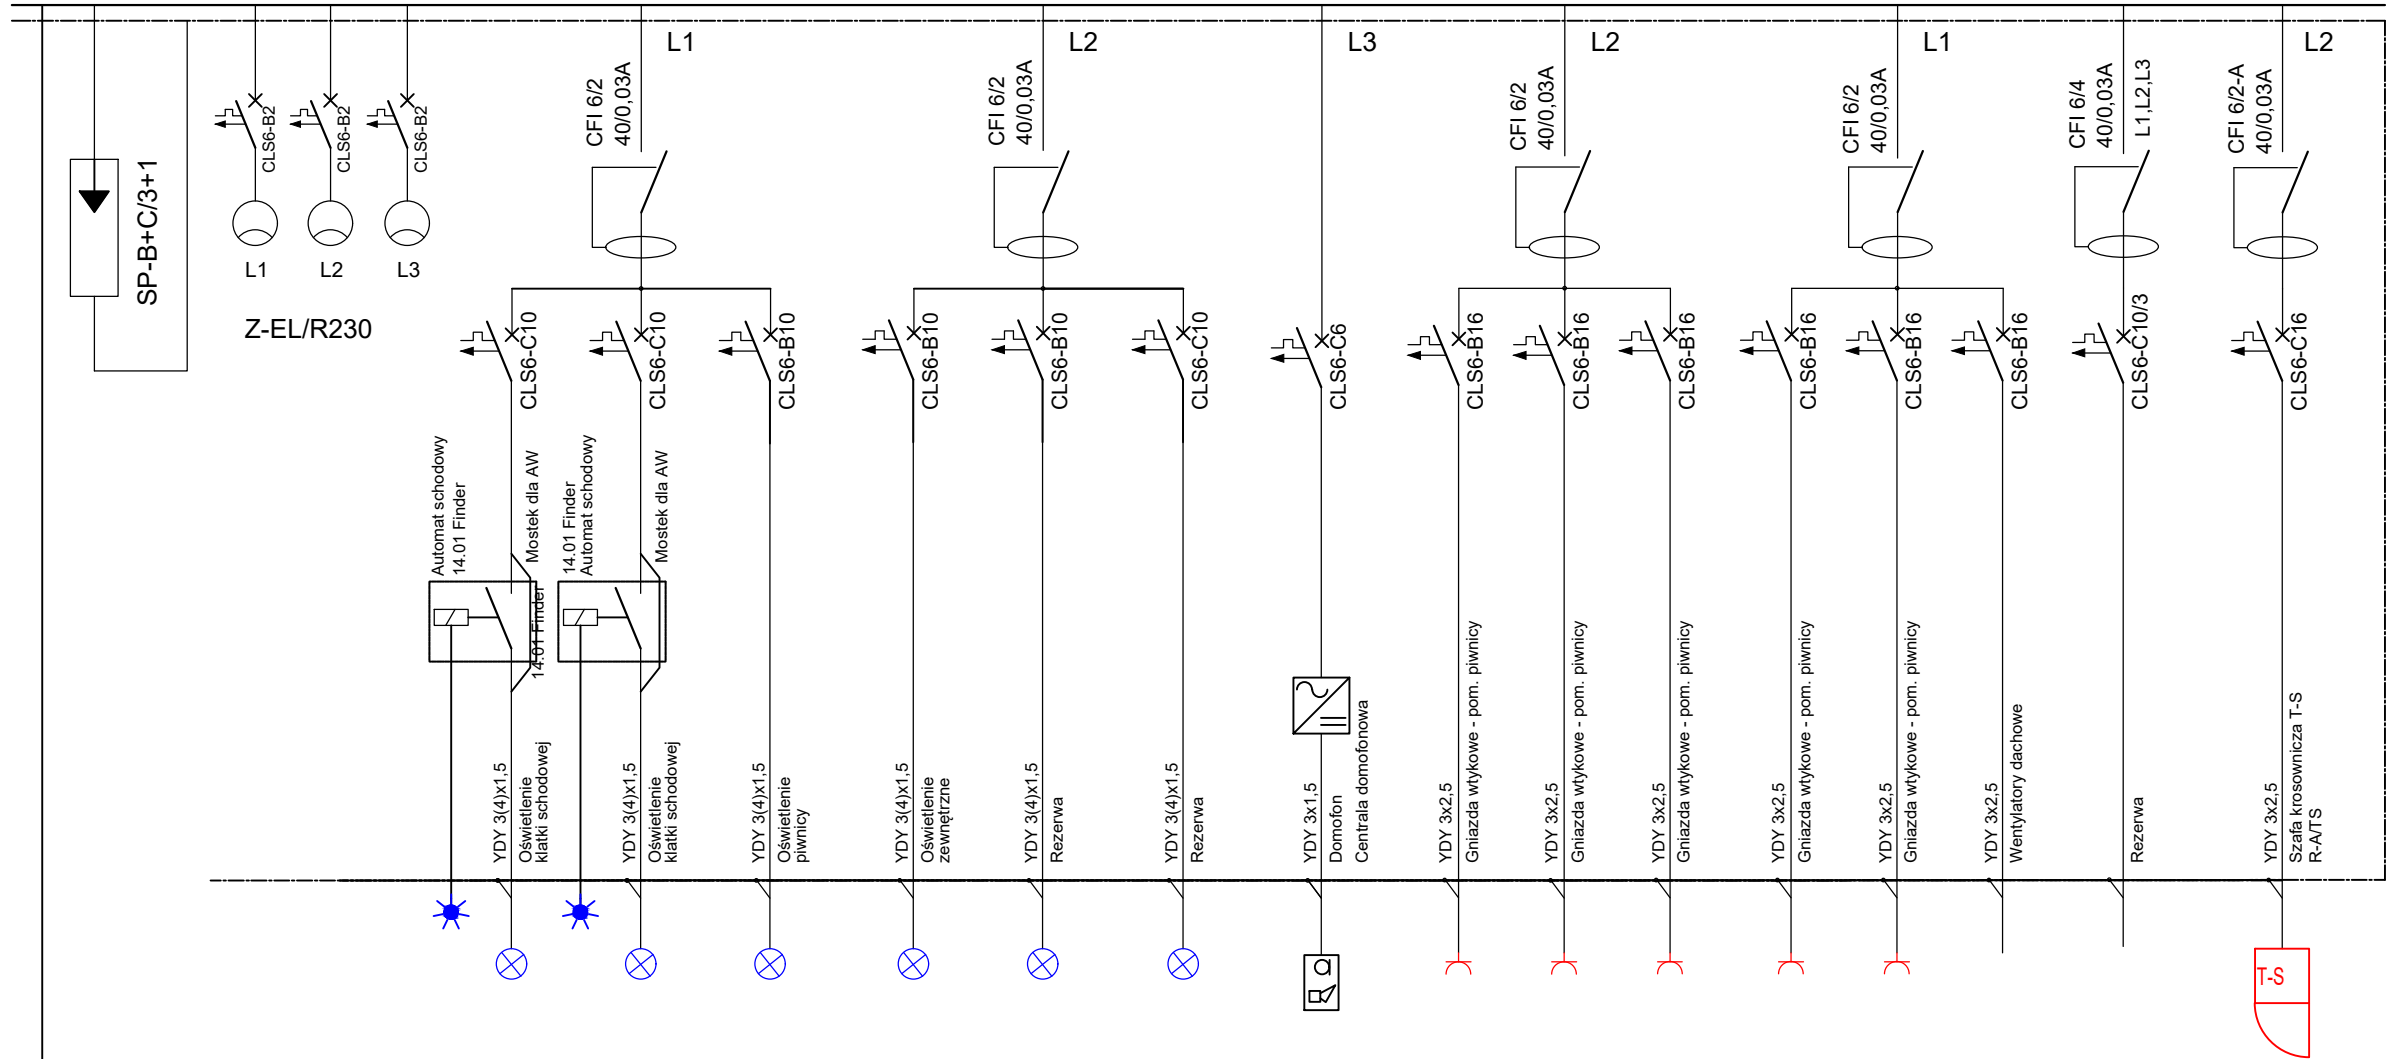 L1
L2
L3
L2
L1
L2
SP-B+C/3+1
CLS6-B2
CLS6-B2
CLS6-B2
L1
L2
L3
Z-EL/R230
CFI 6/2
40/0,03A
CFI 6/2
40/0,03A
CFI 6/2
40/0,03A
CFI 6/2
40/0,03A
CFI 6/4
40/0,03A
L1,L2,L3
CFI 6/2-A
40/0,03A
CLS6-C10
CLS6-C10
CLS6-B10
CLS6-B10
CLS6-B10
CLS6-C10
CLS6-C6
CLS6-B16
CLS6-B16
CLS6-B16
CLS6-B16
CLS6-B16
CLS6-B16
CLS6-C10/3
CLS6-C16
Automat schodowy
14.01 Finder
Mostek dla AW
14.01 Finder
14.01 Finder
Automat schodowy
Mostek dla AW
YDY 3(4)x1,5
Oświetlenie
klatki schodowej
YDY 3(4)x1,5
Oświetlenie
klatki schodowej
YDY 3(4)x1,5
Oświetlenie
piwnicy
YDY 3(4)x1,5
Oświetlenie
zewnętrzne
YDY 3(4)x1,5
Rezerwa
YDY 3(4)x1,5
Rezerwa
YDY 3x1,5
Domofon
Centrala domofonowa
YDY 3x2,5
Gniazda wtykowe - pom. piwnicy
YDY 3x2,5
Gniazda wtykowe - pom. piwnicy
YDY 3x2,5
Gniazda wtykowe - pom. piwnicy
YDY 3x2,5
Gniazda wtykowe - pom. piwnicy
YDY 3x2,5
Gniazda wtykowe - pom. piwnicy
YDY 3x2,5
Wentylatory dachowe
Rezerwa
YDY 3x2,5
Szafa krosownicza T-S
R-A/TS
T-S